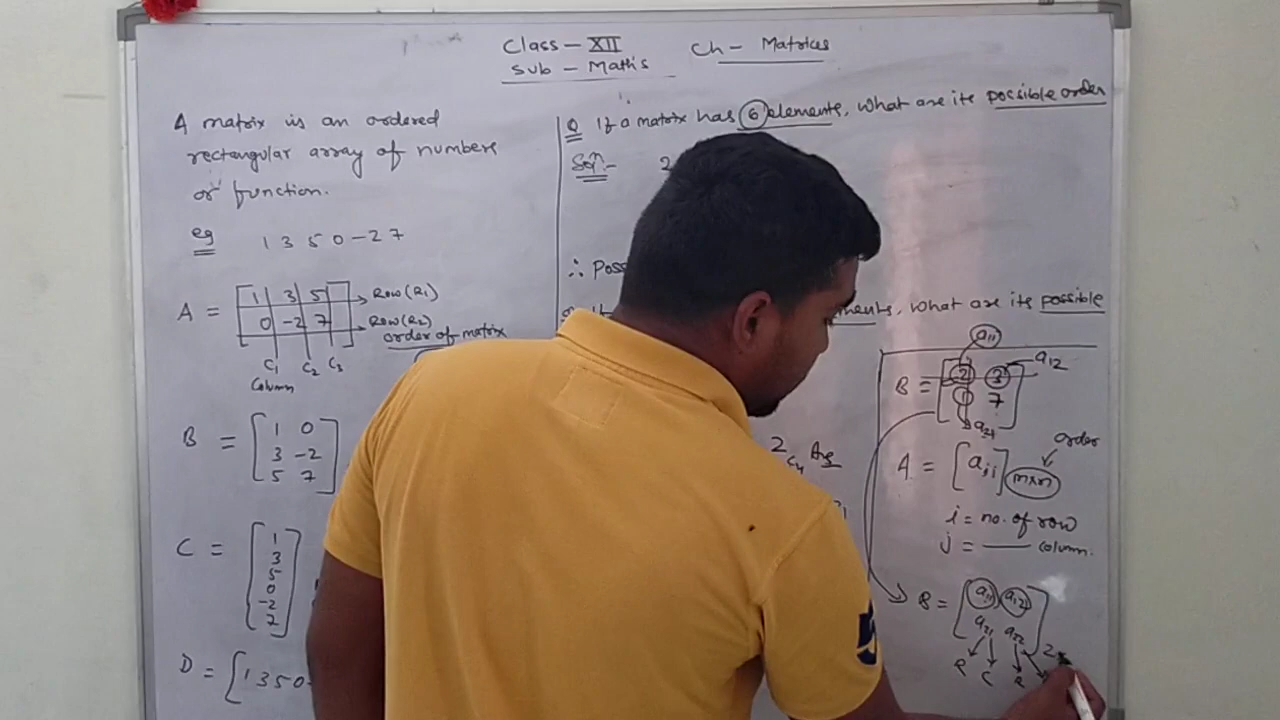 Class – XII
Sub – Maths
Ch – Matrices
A matrix is an ordered
rectangular array of numbers
or function.
eg 1 3 5 0 –2 7
A = [ 1 3 5 ] → Row (R1)
[ 0 –2 7 ] → Row (R2)
order of matrix
C1 C2 C3
Column
B = [ 1 0
3 –2
5 7 ]
C = [ 1
3
5
0
–2
7 ]
D = [ 1 3 5 0
Q If a matrix has 6 elements, what are its possible order
Sol^n :– 2
∴ Poss
ments, what are its possible
2 Ans
a11
B = [ 2 3 ] a12
[ 1 7 ]
a21
order
A = [ aij ] m×n
i = no. of row
j = —— column.
B = [ a11 a12
a21 a22 ] 2
R C R